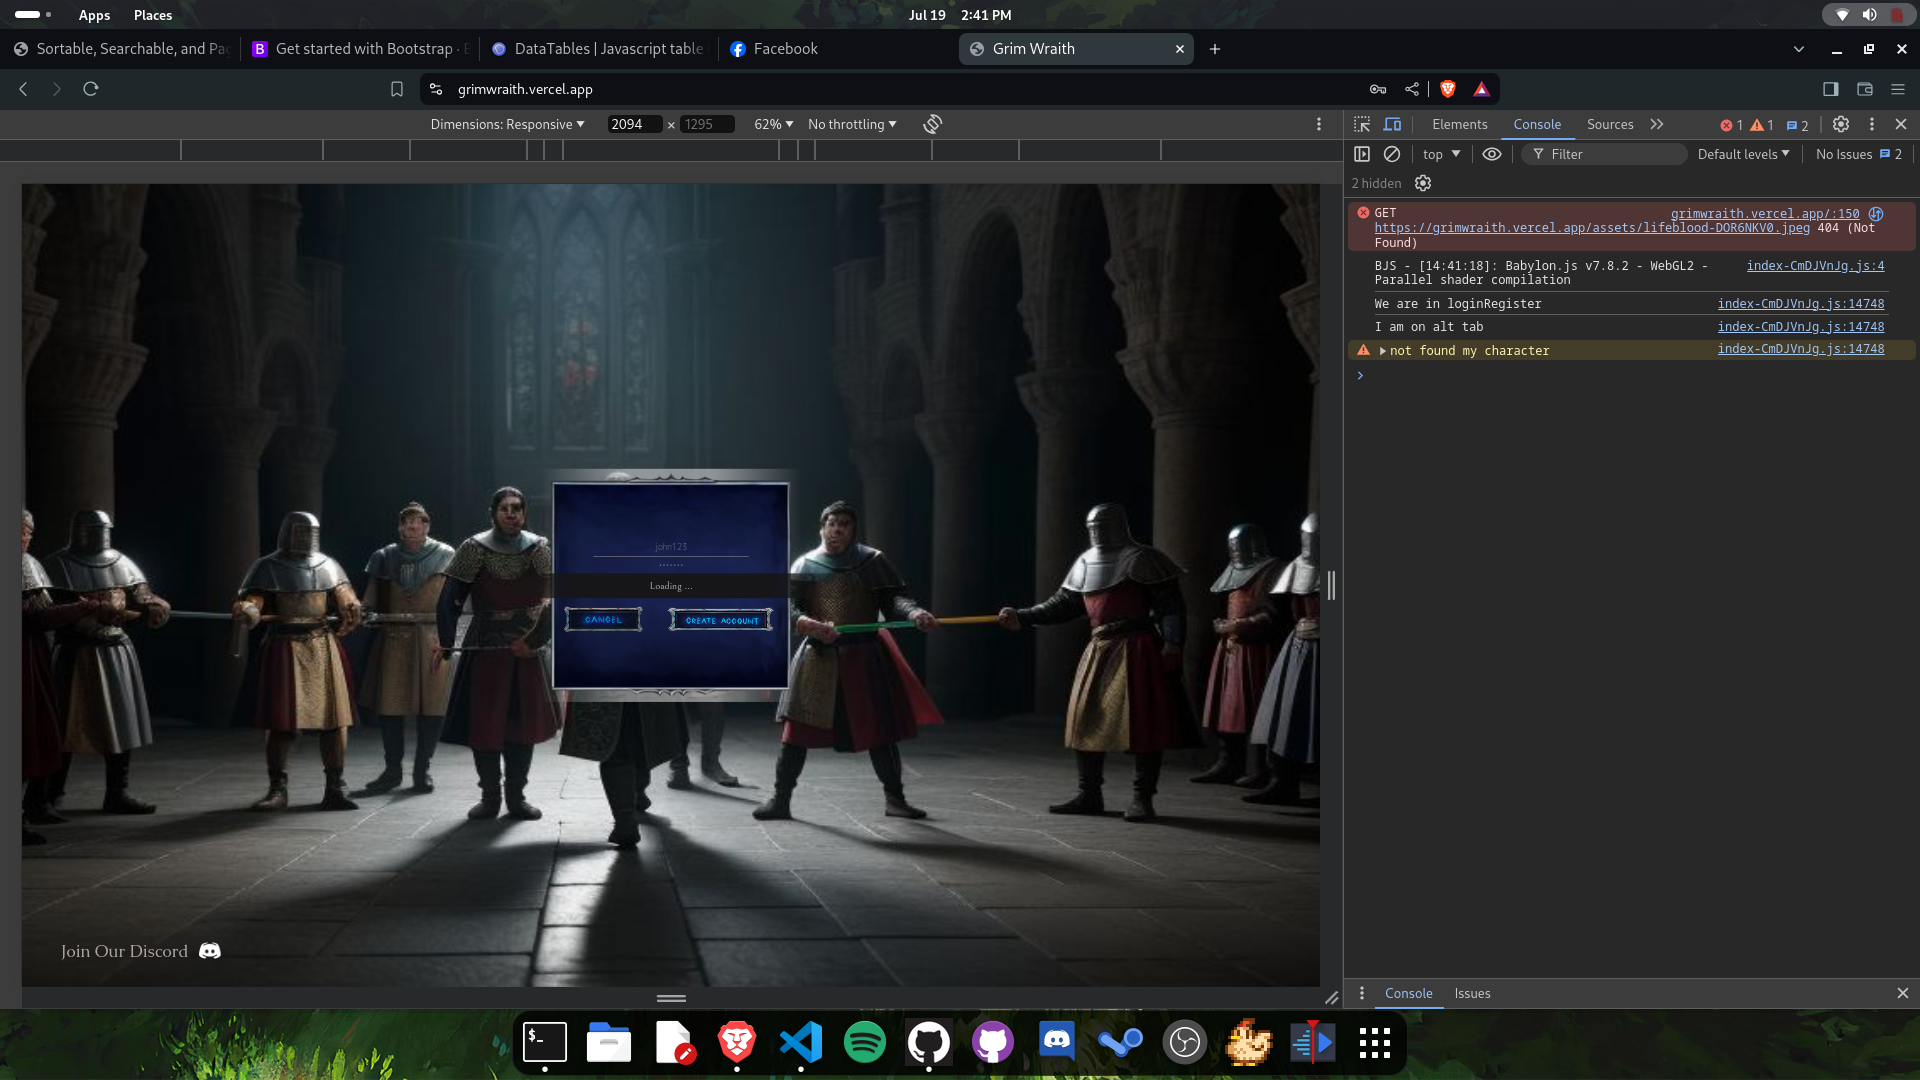 Apps Places Jul 19 2:41 PM
Sortable, Searchable, and Pa
Get started with Bootstrap ·
DataTables | Javascript table
Facebook
Grim Wraith
grimwraith.vercel.app
Dimensions: Responsive 2094 × 1295 62% No throttling
Elements Console Sources 1 1 2
top Filter Default levels No Issues 2
2 hidden
GET grimwraith.vercel.app/:150
https://grimwraith.vercel.app/assets/lifeblood-DOR6NKV0.jpeg 404 (Not
Found)
BJS - [14:41:18]: Babylon.js v7.8.2 - WebGL2 - index-CmDJVnJg.js:4
Parallel shader compilation
We are in loginRegister index-CmDJVnJg.js:14748
I am on alt tab index-CmDJVnJg.js:14748
not found my character index-CmDJVnJg.js:14748
john123
.......
Loading ...
CANCEL CREATE ACCOUNT
Join Our Discord
Console Issues
$_